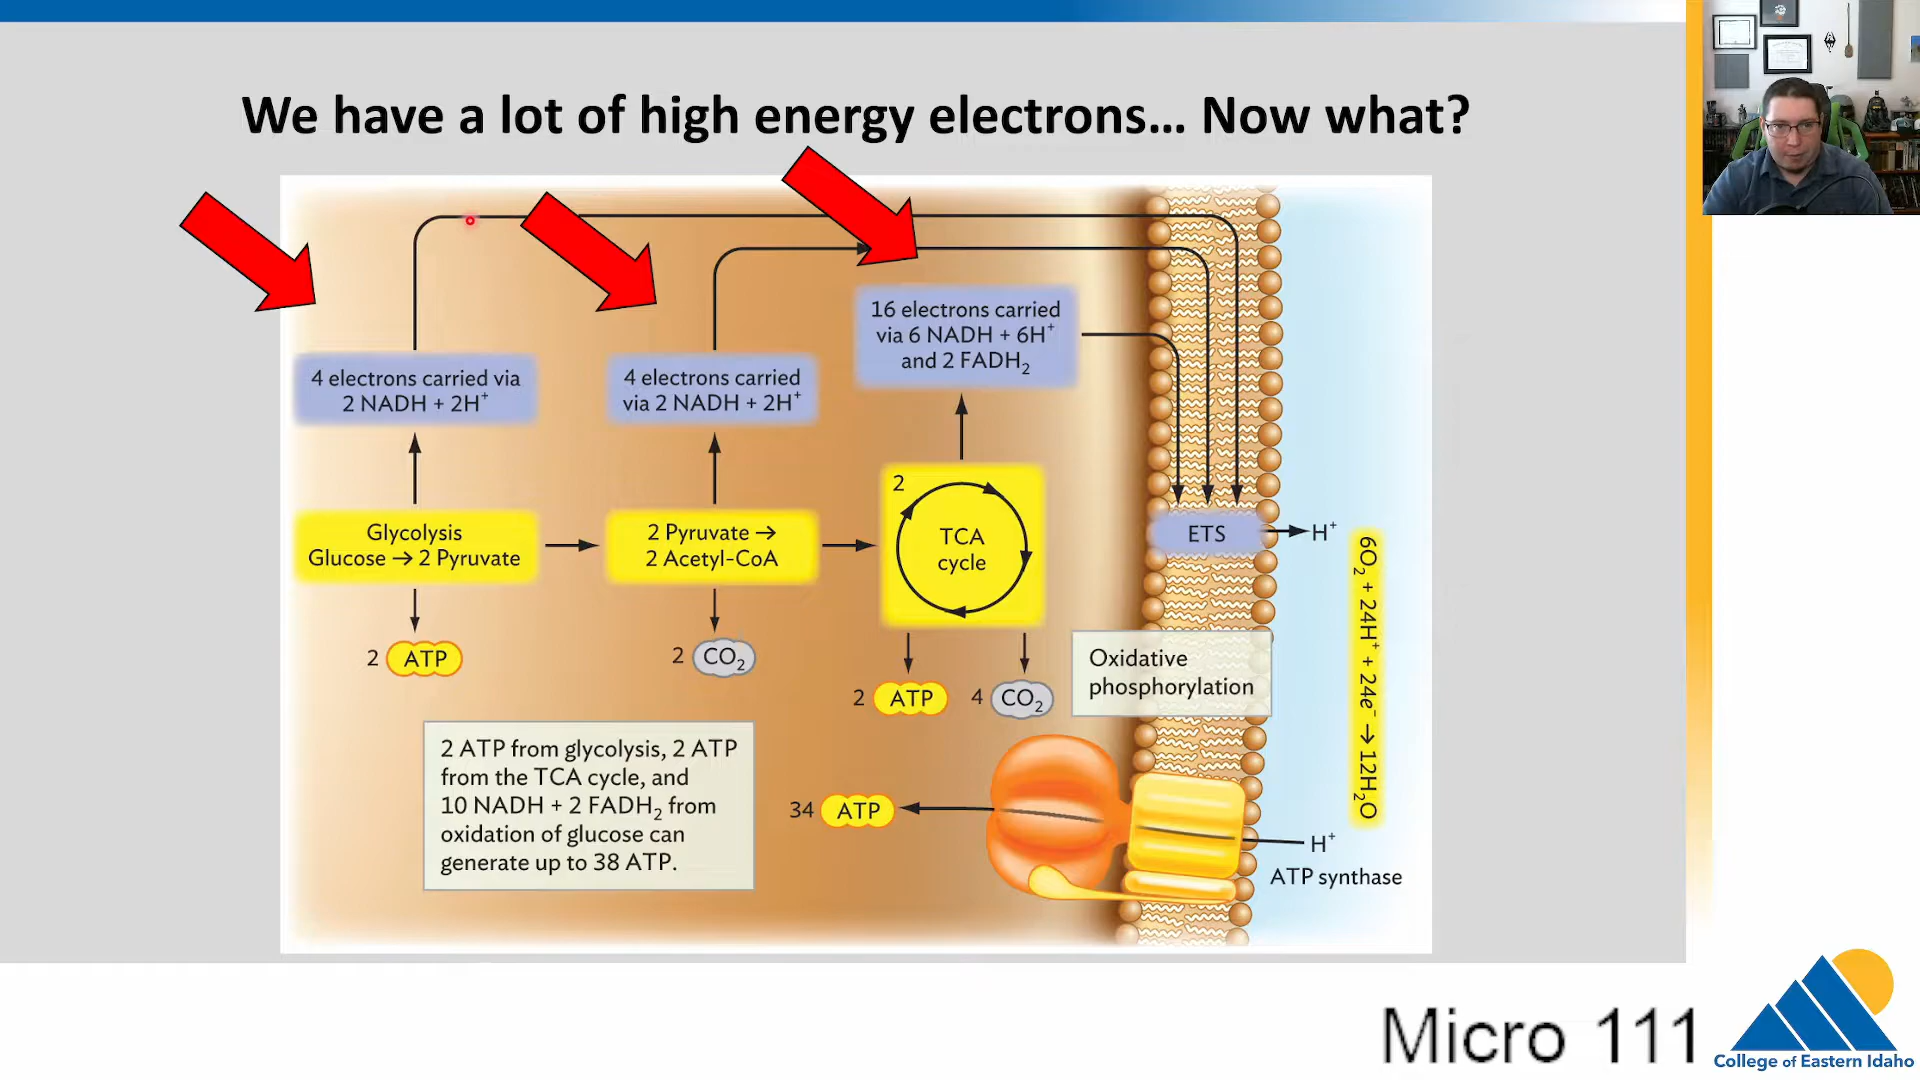 We have a lot of high energy electrons… Now what?
4 electrons carried via
2 NADH + 2H⁺
4 electrons carried
via 2 NADH + 2H⁺
16 electrons carried
via 6 NADH + 6H⁺
and 2 FADH₂
Glycolysis
Glucose → 2 Pyruvate
2 Pyruvate →
2 Acetyl-CoA
2
TCA
cycle
ETS
H⁺
2 ATP
2 CO₂
2 ATP
4 CO₂
Oxidative
phosphorylation
6O₂ + 24H⁺ + 24e⁻ → 12H₂O
2 ATP from glycolysis, 2 ATP
from the TCA cycle, and
10 NADH + 2 FADH₂ from
oxidation of glucose can
generate up to 38 ATP.
34 ATP
H⁺
ATP synthase
Micro 111
College of Eastern Idaho